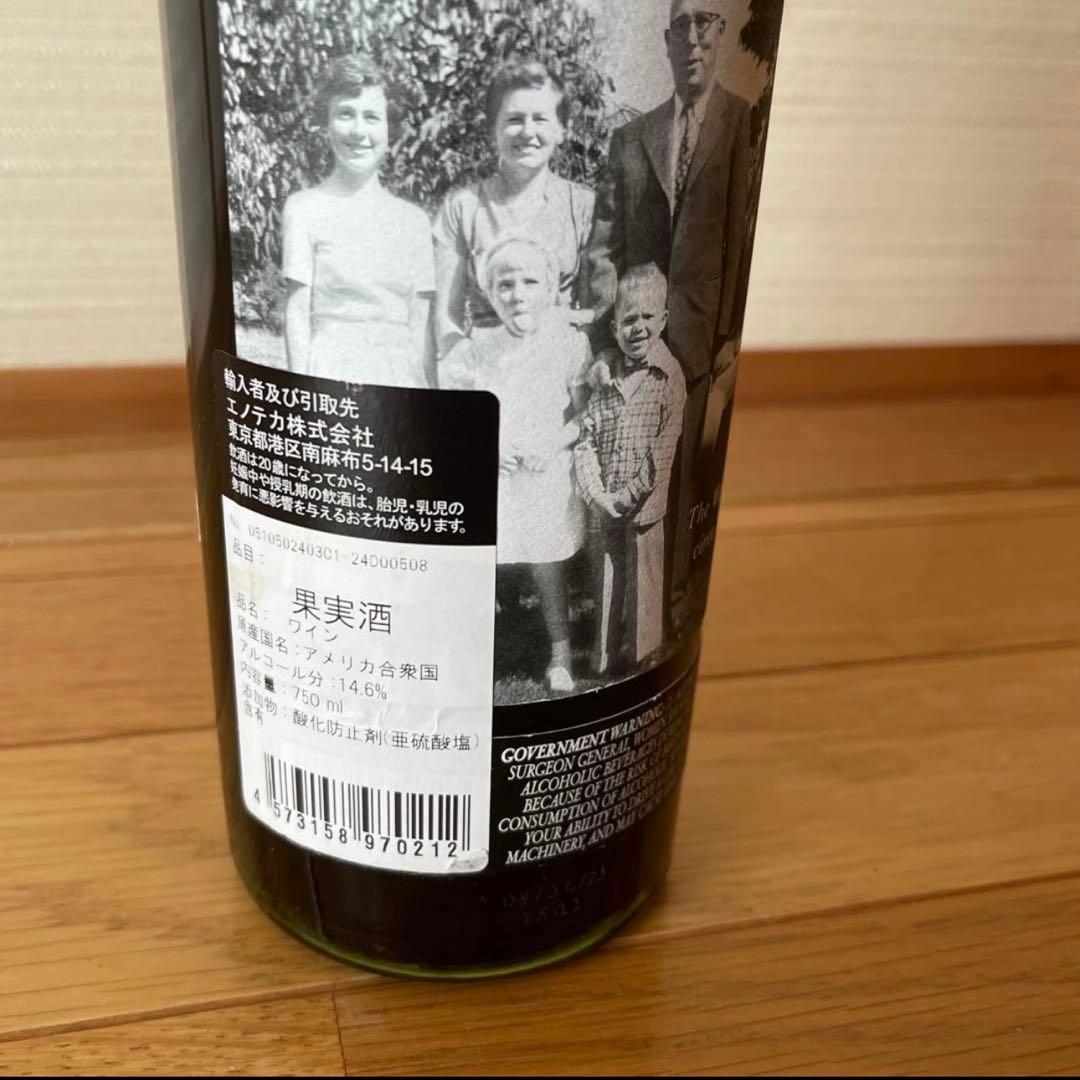 輸入者及び引取先
エノテカ株式会社
東京都港区南麻布5-14-15
飲酒は20歳になってから。
妊娠中や授乳期の飲酒は、胎児・乳児の
発育に悪影響を与えるおそれがあります。
No. 0510502403C1-24D00508
品目:
果実酒
品名: ワイン
原産国名:アメリカ合衆国
アルコール分:14.6%
内容量:750 ml
添加物:酸化防止剤(亜硫酸塩)
含有
4 573158 970212
The
GOVERNMENT WARNING:
SURGEON GENERAL, WOMEN
ALCOHOLIC BEVERAGES
BECAUSE OF THE RISK OF
CONSUMPTION OF
YOUR ABILITY TO DRIVE
MACHINERY, AND MAY